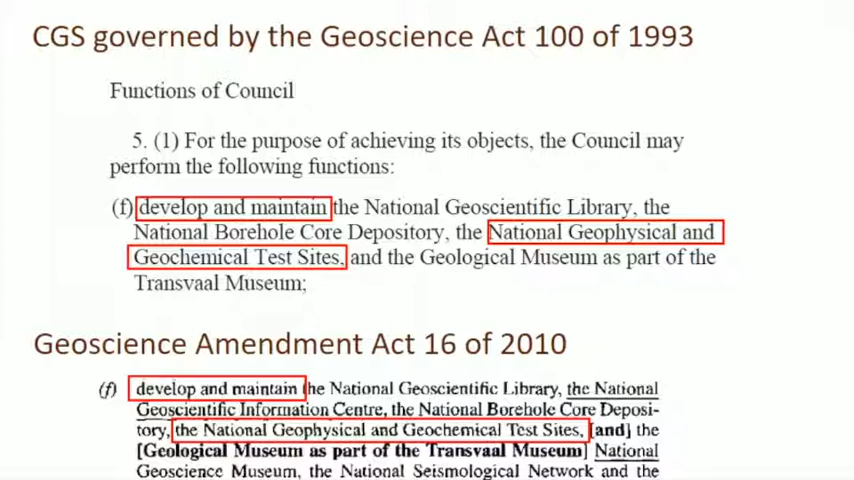 CGS governed by the Geoscience Act 100 of 1993
Functions of Council
5. (1) For the purpose of achieving its objects, the Council may
perform the following functions:
(f) develop and maintain the National Geoscientific Library, the
National Borehole Core Depository, the National Geophysical and
Geochemical Test Sites, and the Geological Museum as part of the
Transvaal Museum;
Geoscience Amendment Act 16 of 2010
(f) develop and maintain the National Geoscientific Library, the National
Geoscientific Information Centre, the National Borehole Core Deposi-
tory, the National Geophysical and Geochemical Test Sites, [and] the
[Geological Museum as part of the Transvaal Museum] National
Geoscience Museum, the National Seismological Network and the